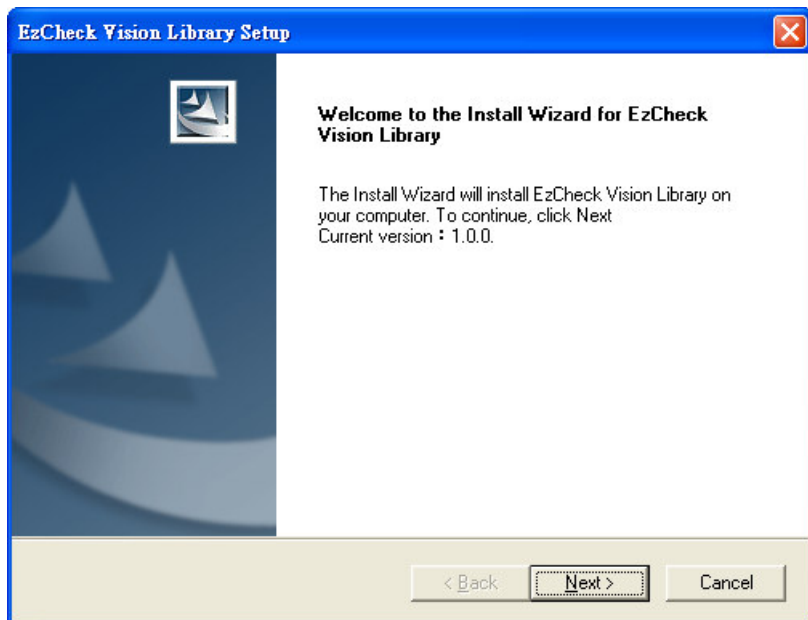 EzCheck Vision Library Setup
Welcome to the Install Wizard for EzCheck
Vision Library
The Install Wizard will install EzCheck Vision Library on
your computer. To continue, click Next
Current version：1.0.0.
< Back
Next >
Cancel